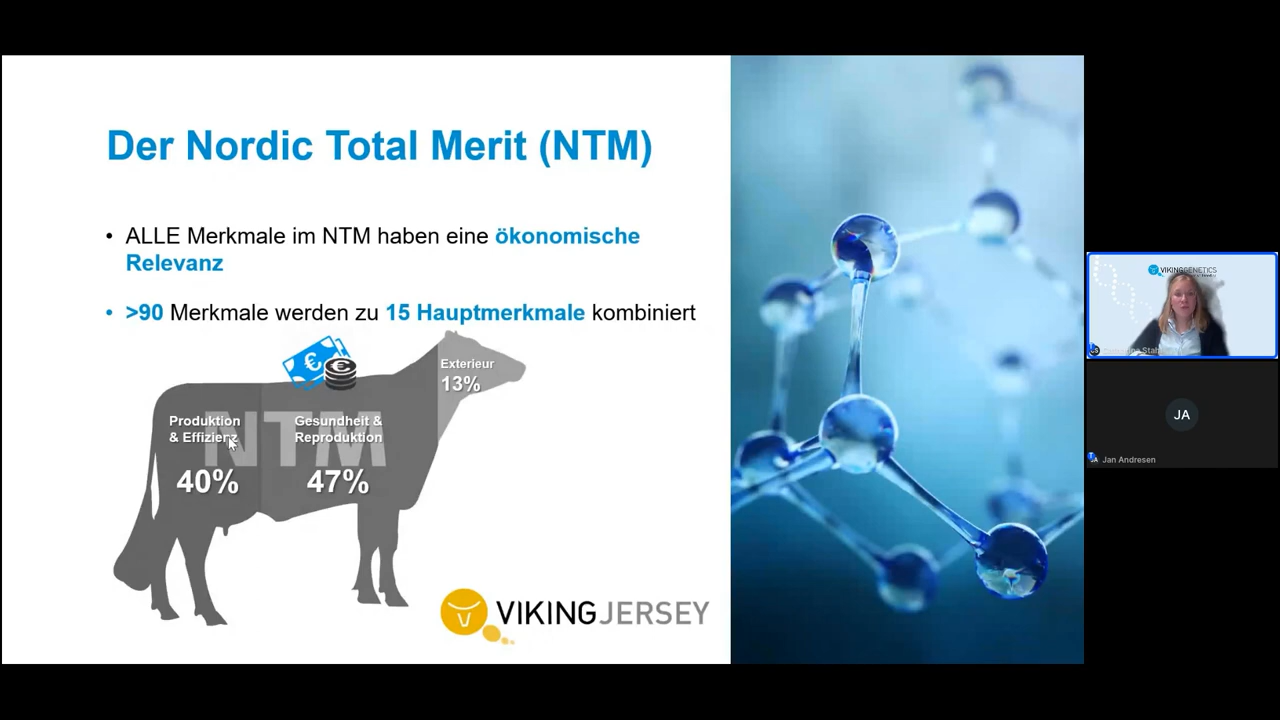 Der Nordic Total Merit (NTM)
• ALLE Merkmale im NTM haben eine ökonomische
Relevanz
• >90 Merkmale werden zu 15 Hauptmerkmale kombiniert
Exterieur
13%
NTM
Produktion
& Effizienz
40%
Gesundheit &
Reproduktion
47%
VIKINGJERSEY
VIKINGGENETICS
JA
Jan Andresen